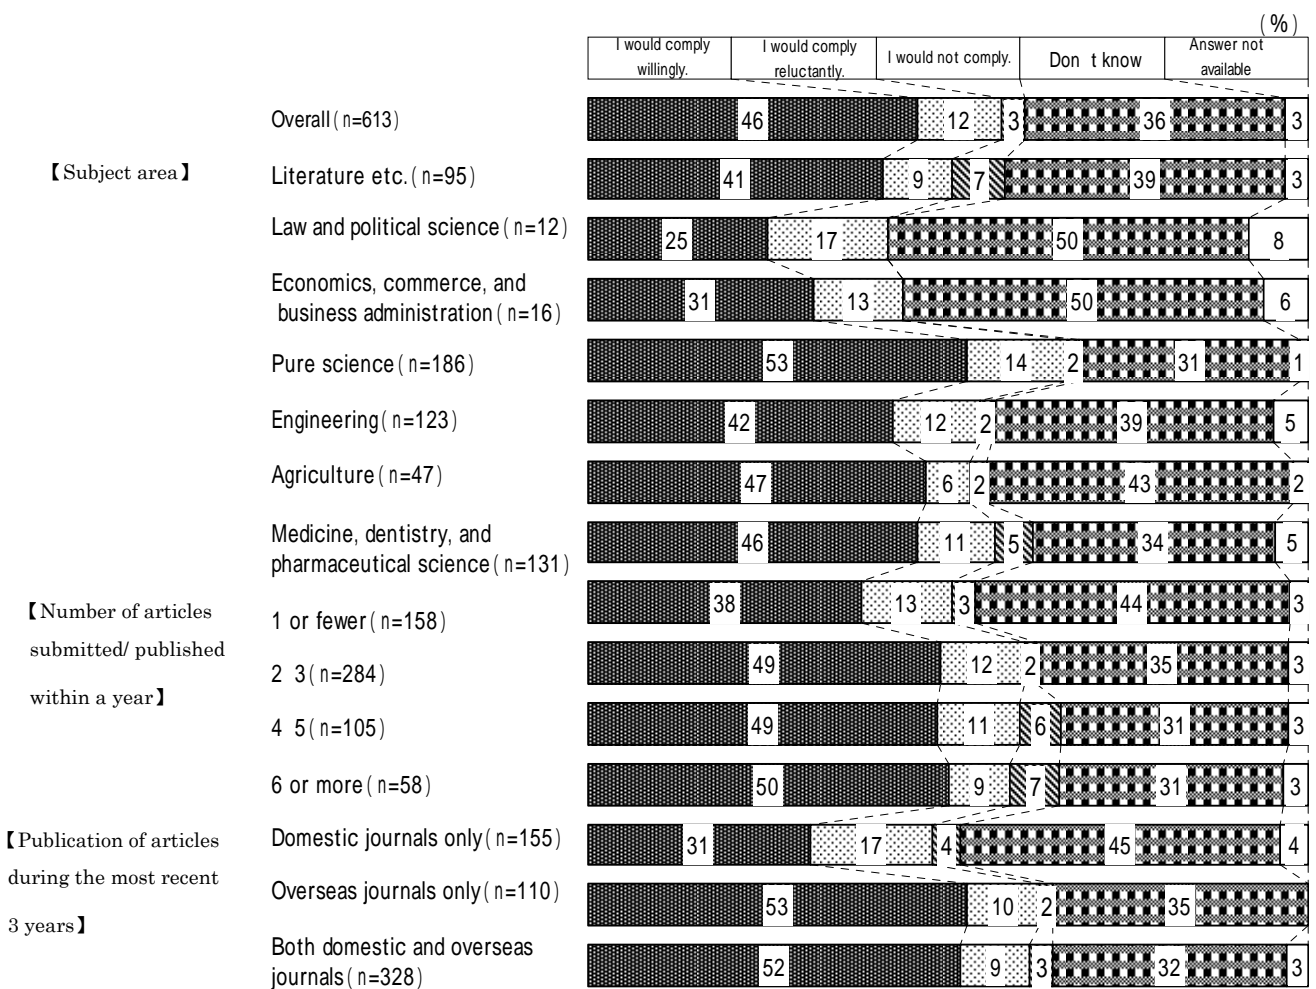 (%)
I would comply
willingly.
I would comply
reluctantly.
I would not comply.
Don t know
Answer not
available
Overall(n=613)
46 12 3 36 3
【Subject area】
Literature etc.(n=95)
41 9 7 39 3
Law and political science(n=12)
25 17 50 8
Economics, commerce, and
business administration(n=16)
31 13 50 6
Pure science(n=186)
53 14 2 31 1
Engineering(n=123)
42 12 2 39 5
Agriculture(n=47)
47 6 2 43 2
Medicine, dentistry, and
pharmaceutical science(n=131)
46 11 5 34 5
【Number of articles
submitted/ published
within a year】
1 or fewer(n=158)
38 13 3 44 3
2 3(n=284)
49 12 2 35 3
4 5(n=105)
49 11 6 31 3
6 or more(n=58)
50 9 7 31 3
【Publication of articles
during the most recent
3 years】
Domestic journals only(n=155)
31 17 4 45 4
Overseas journals only(n=110)
53 10 2 35
Both domestic and overseas
journals(n=328)
52 9 3 32 3